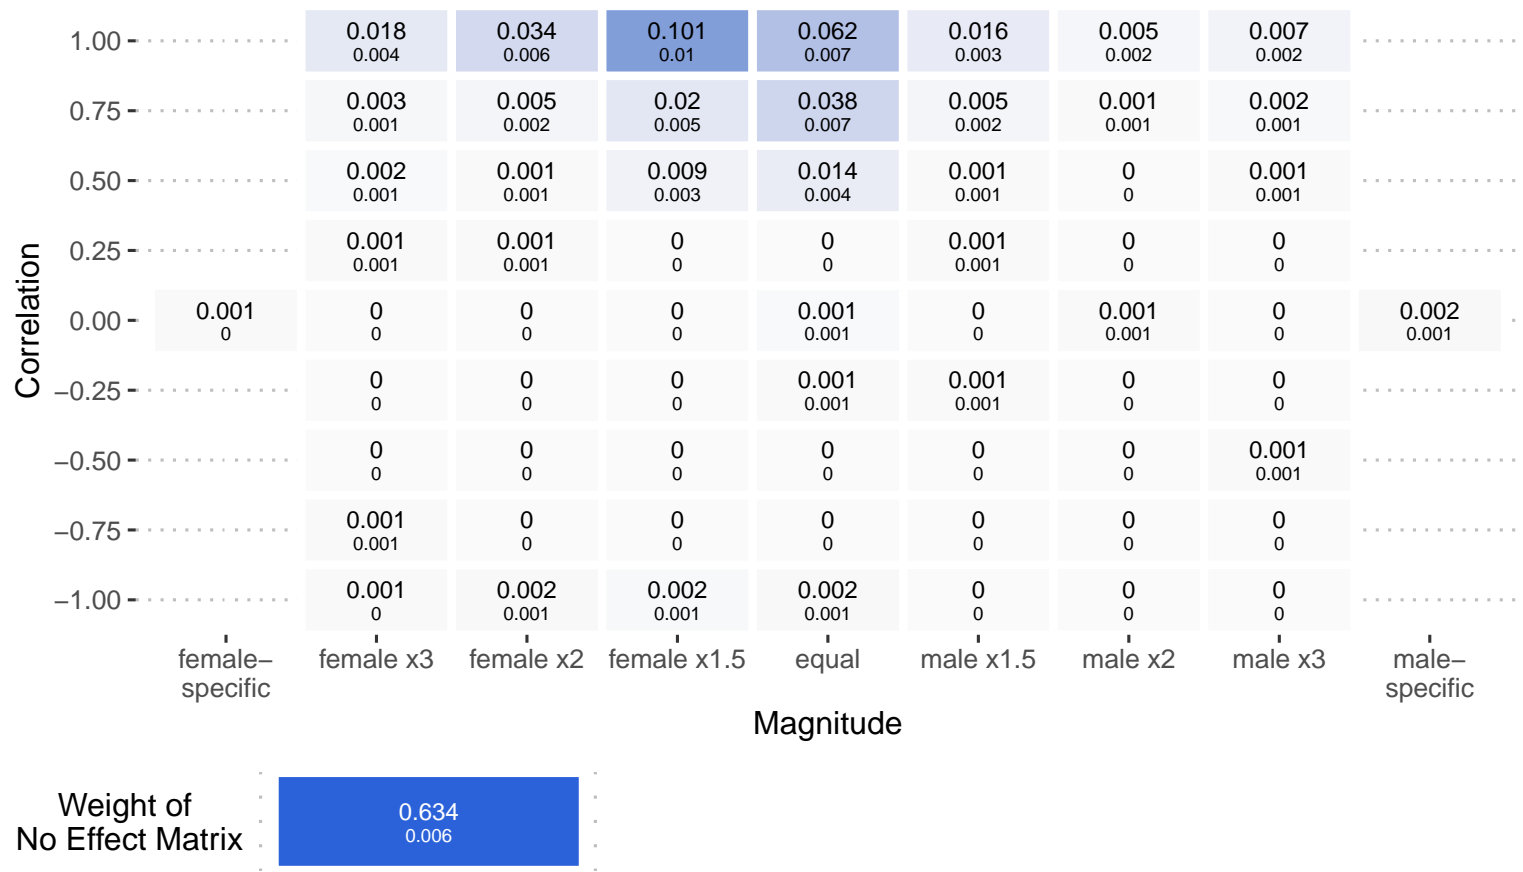 1.00 0.018 0.034 0.101 0.062 0.016 0.005 0.007
0.004 0.006 0.01 0.007 0.003 0.002 0.002
0.75 0.003 0.005 0.02 0.038 0.005 0.001 0.002
0.001 0.002 0.005 0.007 0.002 0.001 0.001
0.50 0.002 0.001 0.009 0.014 0.001 0 0.001
0.001 0.001 0.003 0.004 0.001 0 0.001
0.25 0.001 0.001 0 0 0.001 0 0
0.001 0.001 0 0 0.001 0 0
0.00 0.001 0 0 0 0.001 0 0.001 0 0.002
0 0 0 0 0.001 0 0.001 0 0.001
−0.25 0 0 0 0.001 0.001 0 0
0 0 0 0.001 0.001 0 0
−0.50 0 0 0 0 0 0 0.001
0 0 0 0 0 0 0.001
−0.75 0.001 0 0 0 0 0 0
0.001 0 0 0 0 0 0
−1.00 0.001 0.002 0.002 0.002 0 0 0
0 0.001 0.001 0.001 0 0 0
Correlation
female− female x3 female x2 female x1.5 equal male x1.5 male x2 male x3 male−
specific specific
Magnitude
Weight of
No Effect Matrix
0.634
0.006